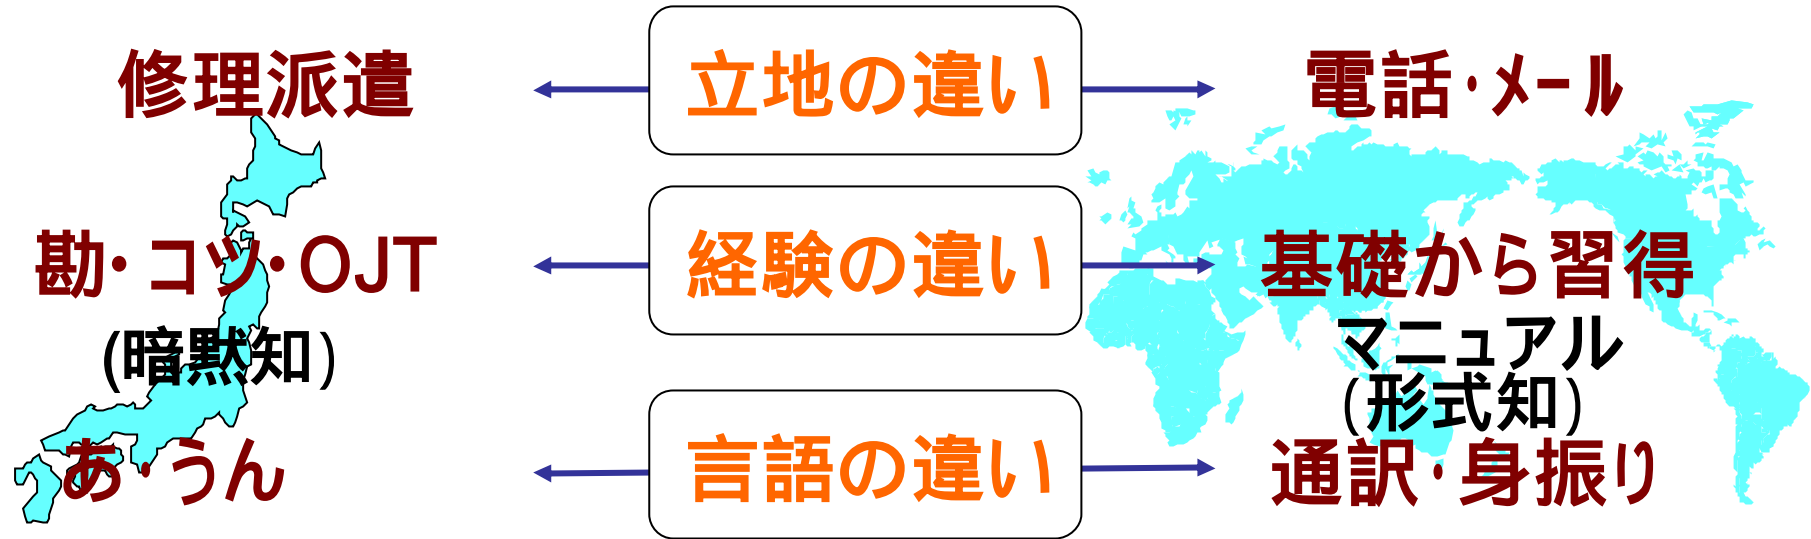 修理派遣
立地の違い
電話・メール
勘・コツ・OJT
(暗黙知)
経験の違い
基礎から習得
マニュアル
(形式知)
あ・うん
言語の違い
通訳・身振り